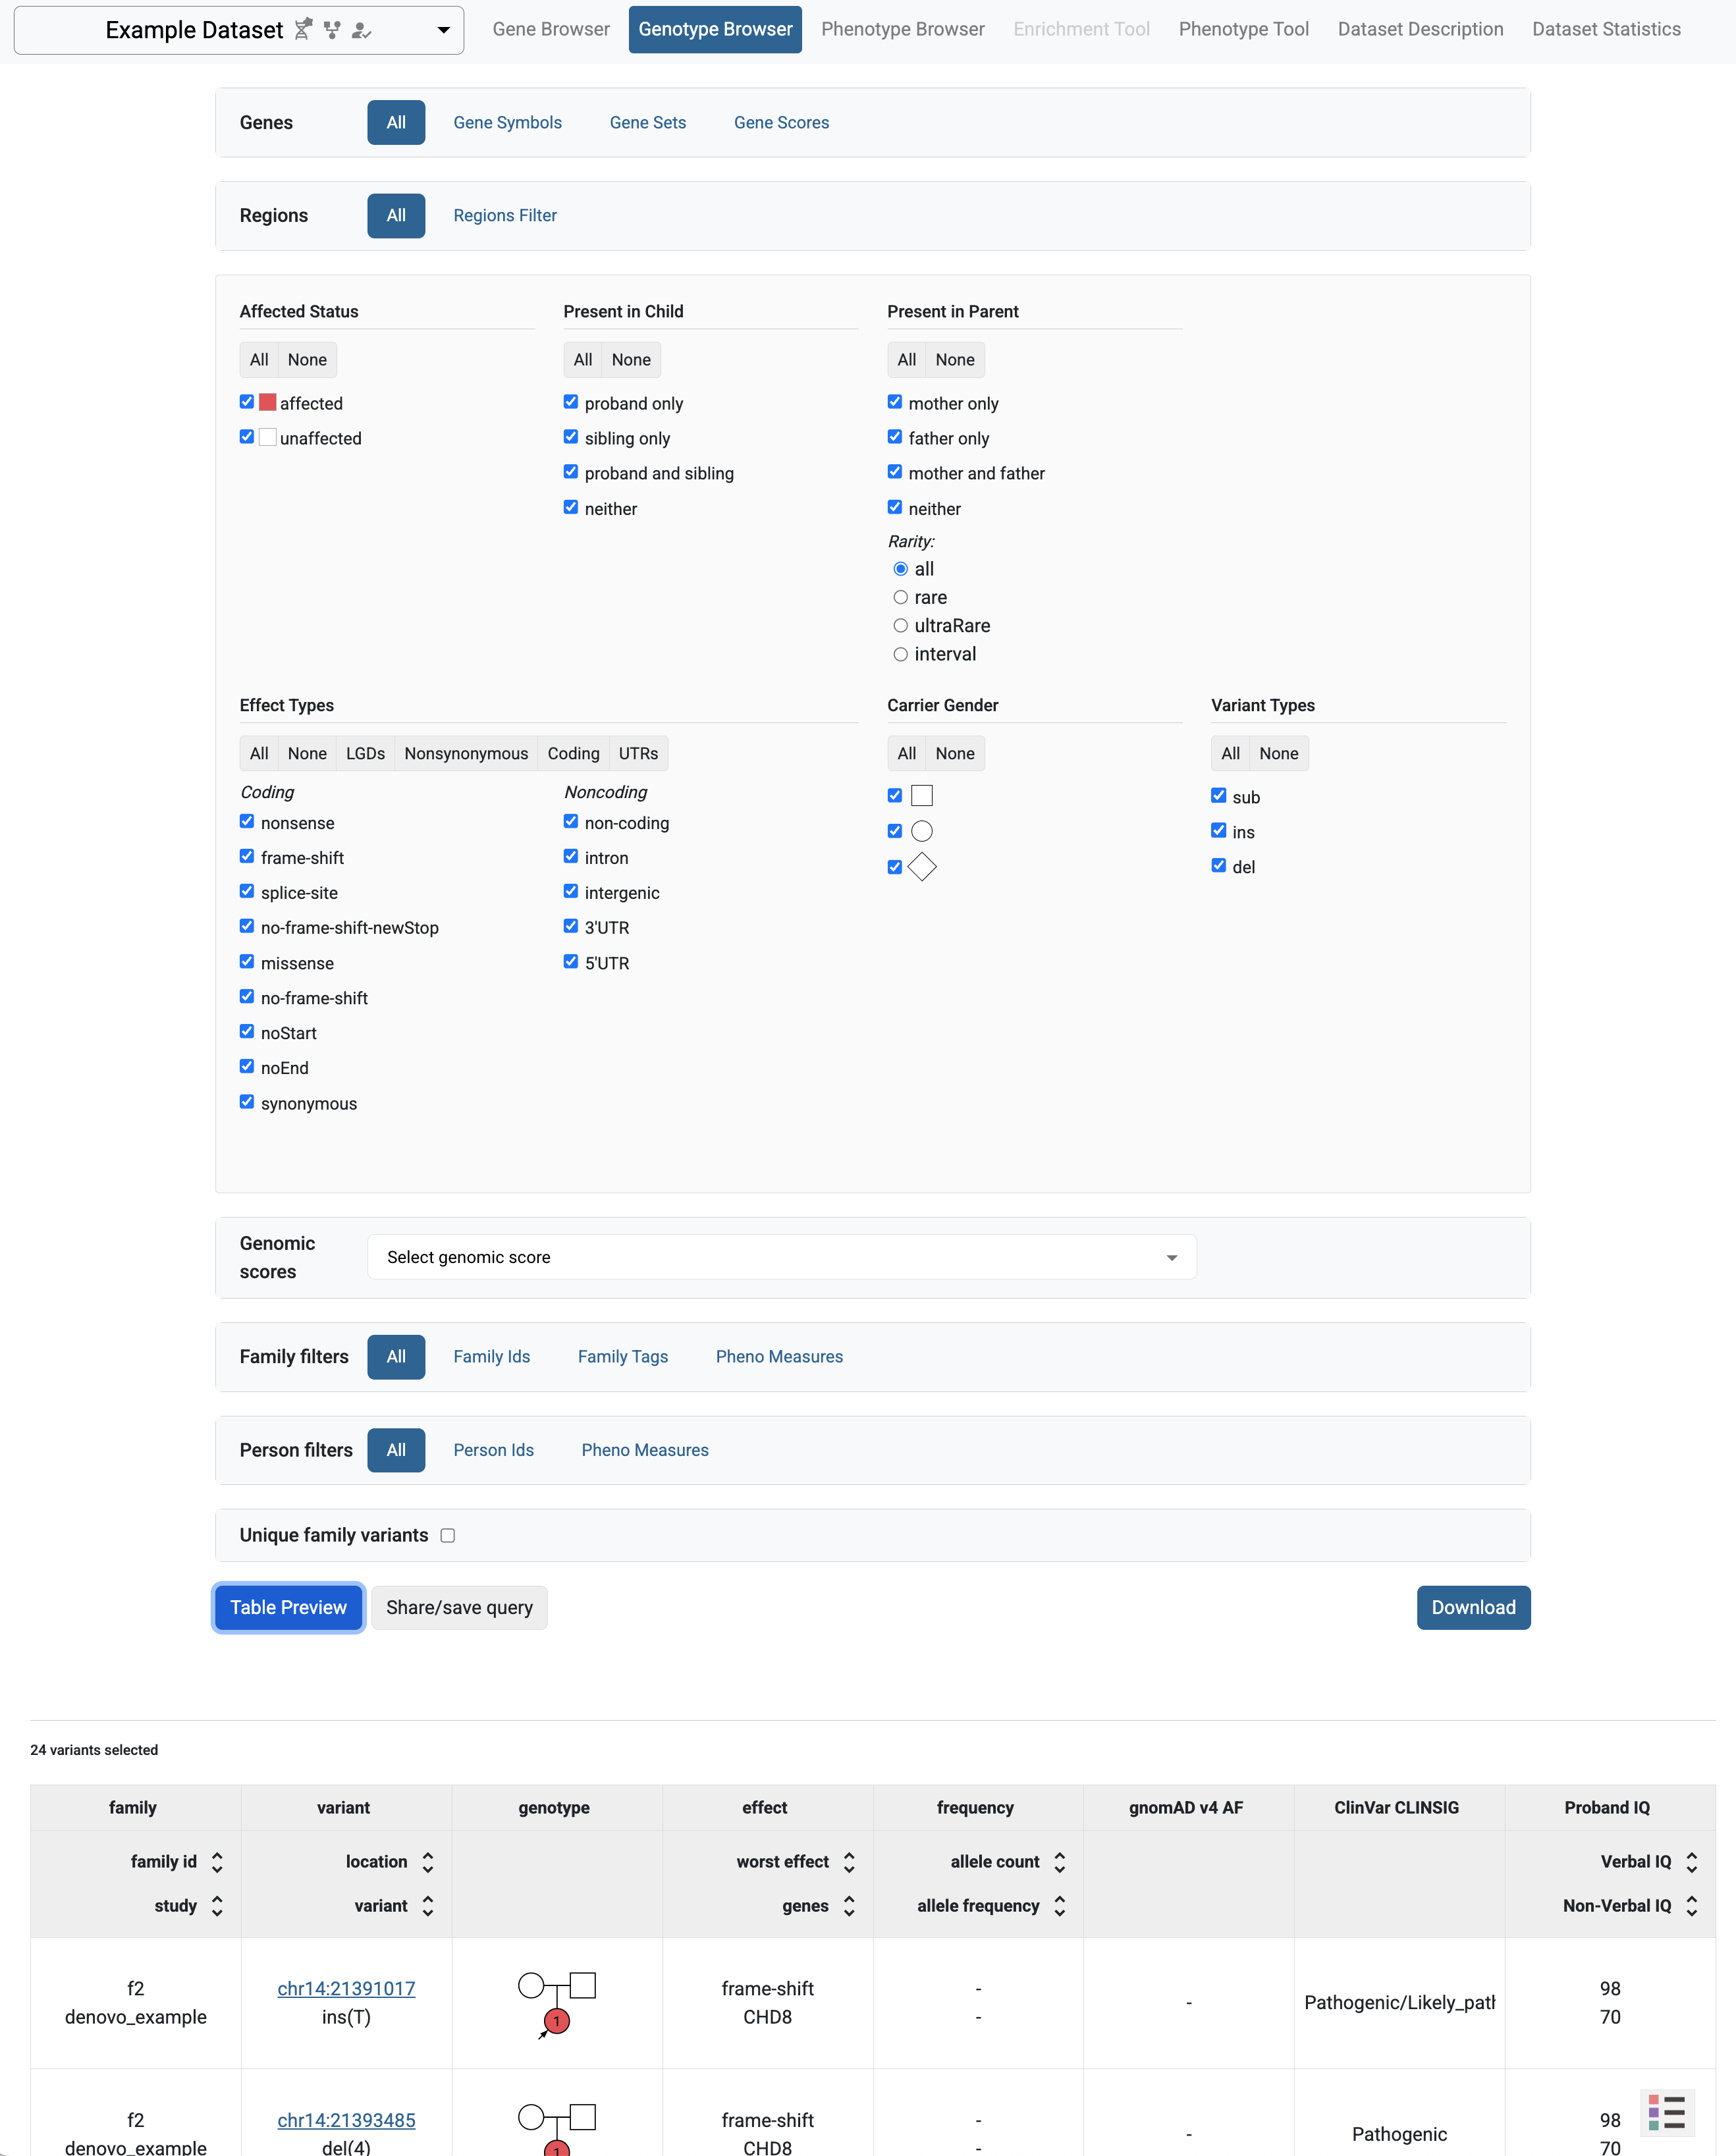 Example Dataset Gene Browser Genotype Browser Phenotype Browser Enrichment Tool Phenotype Tool Dataset Description Dataset Statistics
Genes All Gene Symbols Gene Sets Gene Scores
Regions All Regions Filter
Affected Status Present in Child Present in Parent
All None All None All None
affected proband only mother only
unaffected sibling only father only
proband and sibling mother and father
neither neither
Rarity:
all
rare
ultraRare
interval
Effect Types Carrier Gender Variant Types
All None LGDs Nonsynonymous Coding UTRs All None All None
Coding Noncoding
nonsense non-coding sub
frame-shift intron ins
splice-site intergenic del
no-frame-shift-newStop 3'UTR
missense 5'UTR
no-frame-shift
noStart
noEnd
synonymous
Genomic
scores
Select genomic score
Family filters All Family Ids Family Tags Pheno Measures
Person filters All Person Ids Pheno Measures
Unique family variants
Table Preview Share/save query Download
24 variants selected
family variant genotype effect frequency gnomAD v4 AF ClinVar CLINSIG Proband IQ
family id location worst effect allele count Verbal IQ
study variant genes allele frequency Non-Verbal IQ
f2 chr14:21391017 frame-shift - 98
denovo_example ins(T) 1 CHD8 - - Pathogenic/Likely_path 70
f2 chr14:21393485 frame-shift - 98
denovo_example del(4) 1 CHD8 - - Pathogenic 70